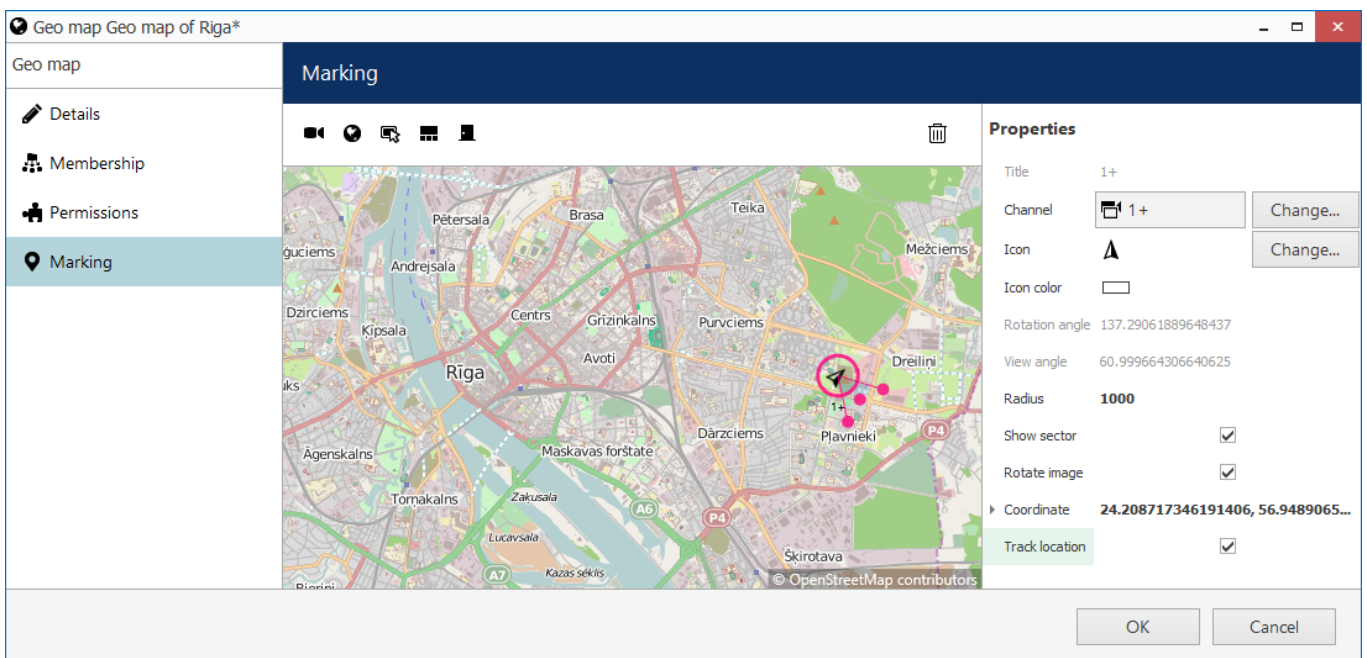 Geo map Geo map of Riga*
Geo map
Details
Membership
Permissions
Marking
Marking
Teika
Pētersala
Brasa
Mežciems
Andrejsala
Dzirciems
Ķīpsala
Centrs
Grīziņkalns
Purvciems
Avoti
Dreiliņi
Rīga
1+
Dārzciems
Pļavnieki
P4
Āgenskalns
Maskavas forštate
Torņakalns
Zakusala
A6
P4
Lucavsala
Šķirotava
A7
Kazas sēklis
© OpenStreetMap contributors
Properties
Title 1+
Channel 1+ Change...
Icon Change...
Icon color
Rotation angle 137.29061889648437
View angle 60.999664306640625
Radius 1000
Show sector
Rotate image
Coordinate 24.208717346191406, 56.9489065...
Track location
OK Cancel